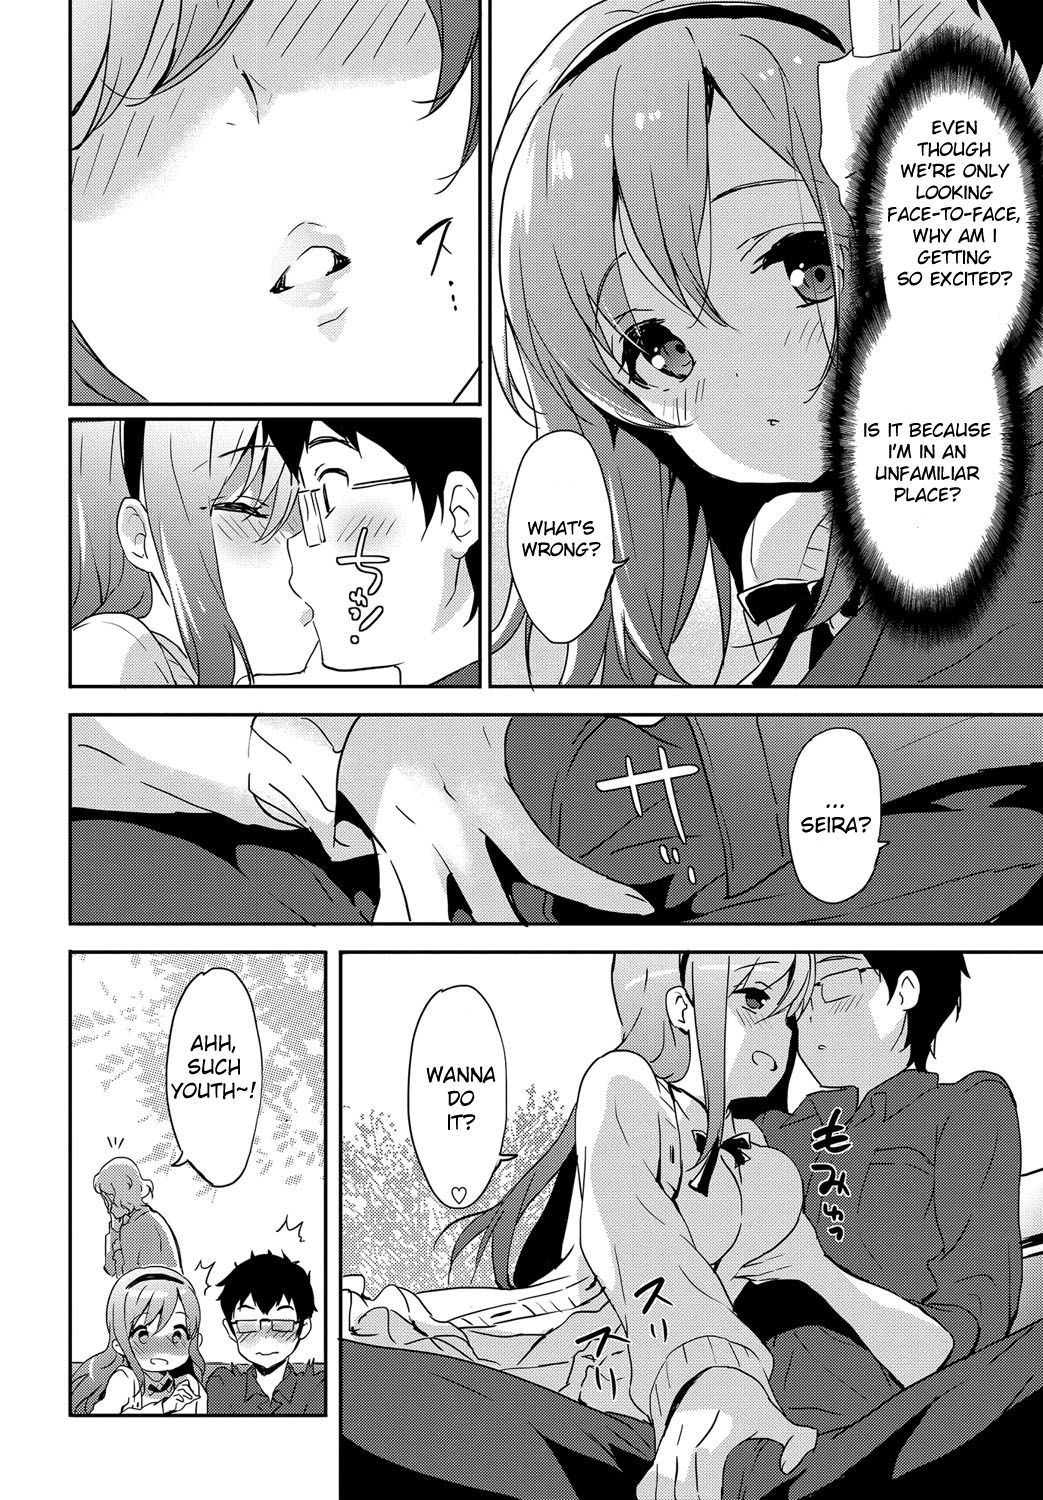 EVEN
THOUGH
WE'RE ONLY
LOOKING
FACE-TO-FACE,
WHY AM I
GETTING
SO EXCITED?
IS IT BECAUSE
I'M IN AN
UNFAMILIAR
PLACE?
WHAT'S
WRONG?
ス…
ちゅっ。
...
SEIRA?
サ…
WANNA
DO
IT?
♡
もみゅっ
スス
AHH,
SUCH
YOUTH~!